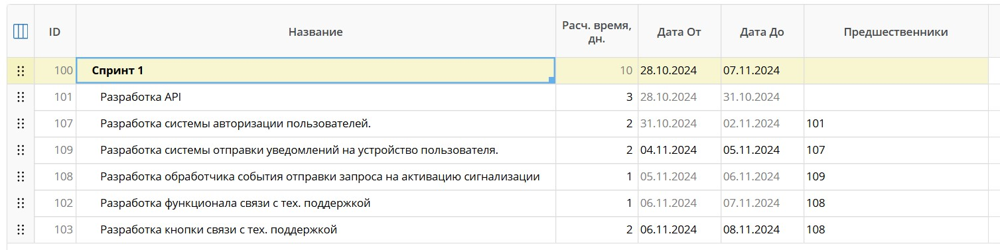 ID Название Расч. время, дн. Дата От Дата До Предшественники
100 Спринт 1 10 28.10.2024 07.11.2024
101 Разработка API 3 28.10.2024 31.10.2024
107 Разработка системы авторизации пользователей. 2 31.10.2024 02.11.2024 101
109 Разработка системы отправки уведомлений на устройство пользователя. 2 04.11.2024 05.11.2024 107
108 Разработка обработчика события отправки запроса на активацию сигнализации 1 05.11.2024 06.11.2024 109
102 Разработка функционала связи с тех. поддержкой 1 06.11.2024 07.11.2024 108
103 Разработка кнопки связи с тех. поддержкой 2 06.11.2024 08.11.2024 108